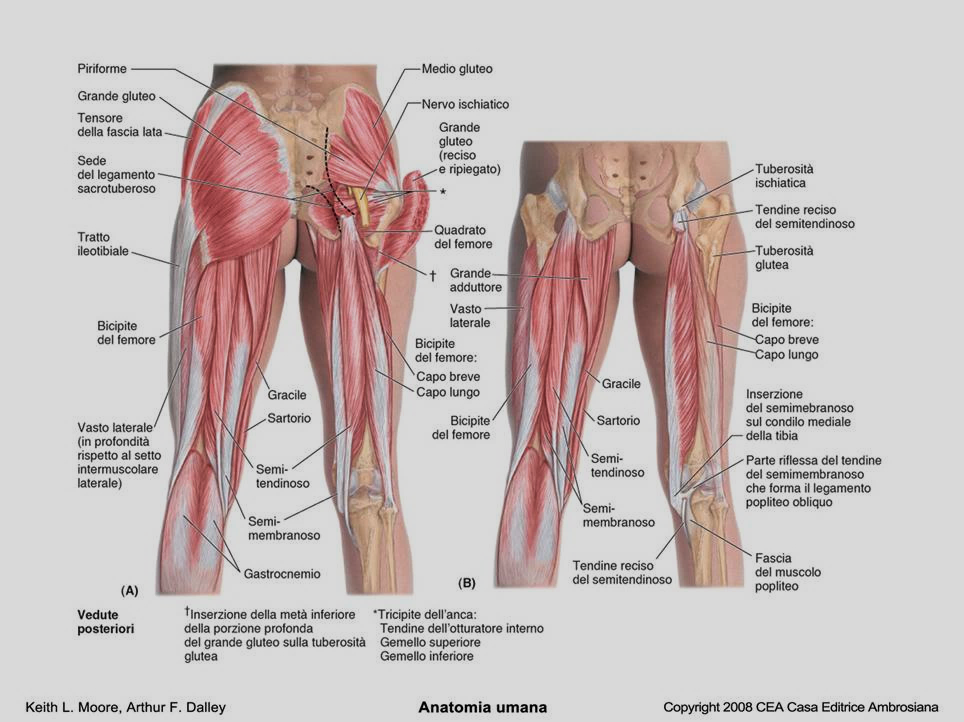 Piriforme
Grande gluteo
Tensore
della fascia lata
Sede
del legamento
sacrotuberoso
Tratto
ileotibiale
Bicipite
del femore
Vasto laterale
(in profondità
rispetto al setto
intermuscolare
laterale)
Medio gluteo
Nervo ischiatico
Grande
gluteo
(reciso
e ripiegato)
*
Quadrato
del femore
†
Bicipite
del femore:
Capo breve
Capo lungo
Gracile
Sartorio
Semi-
tendinoso
Semi-
membranoso
Gastrocnemio
(A)
Grande
adduttore
Vasto
laterale
Bicipite
del femore
Gracile
Sartorio
Semi-
tendinoso
Semi-
membranoso
Tuberosità
ischiatica
Tendine reciso
del semitendinoso
Tuberosità
glutea
Bicipite
del femore:
Capo breve
Capo lungo
Inserzione
del semimebranoso
sul condilo mediale
della tibia
Parte riflessa del tendine
del semimembranoso
che forma il legamento
popliteo obliquo
Tendine reciso
del semitendinoso
Fascia
del muscolo
popliteo
(B)
Vedute
posteriori
†Inserzione della metà inferiore
della porzione profonda
del grande gluteo sulla tuberosità
glutea
*Tricipite dell'anca:
Tendine dell'otturatore interno
Gemello superiore
Gemello inferiore
Keith L. Moore, Arthur F. Dalley
Anatomia umana
Copyright 2008 CEA Casa Editrice Ambrosiana